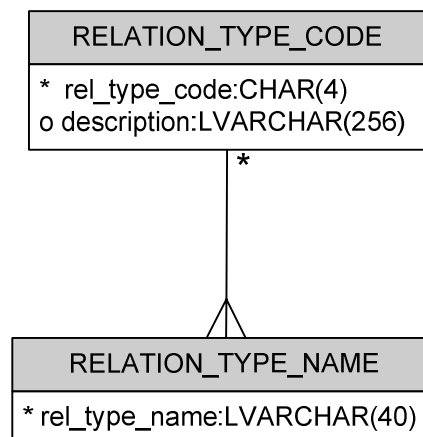 RELATION_TYPE_CODE
* rel_type_code:CHAR(4)
o description:LVARCHAR(256)
*
RELATION_TYPE_NAME
* rel_type_name:LVARCHAR(40)